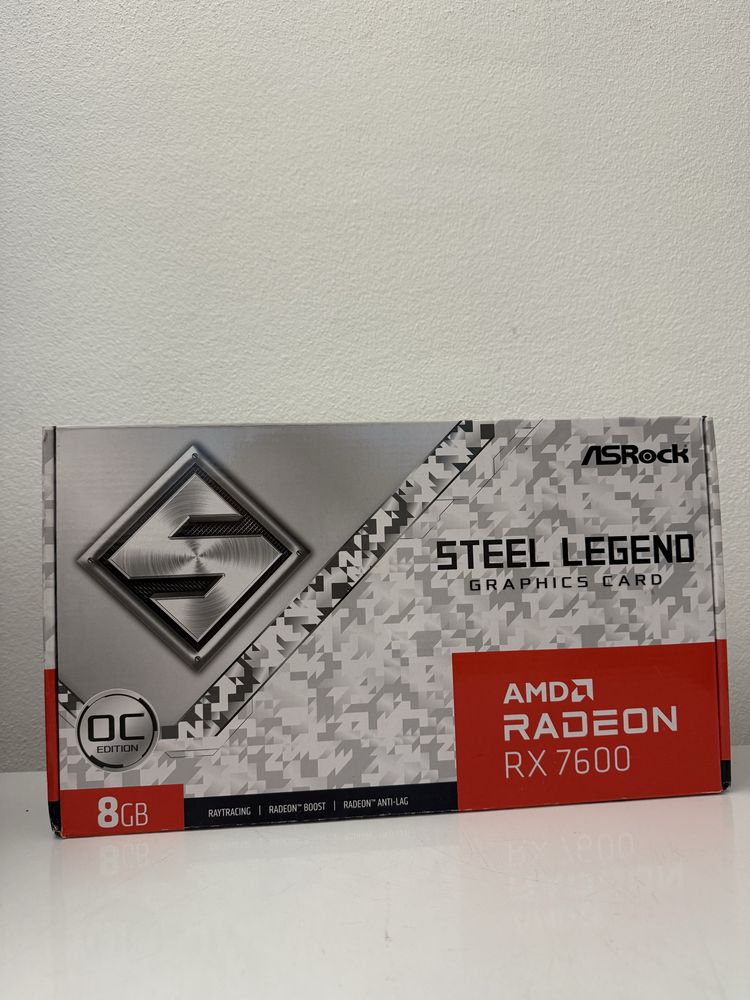 ASRock
STEEL LEGEND
GRAPHICS CARD
OC
EDITION
AMD
RADEON
RX 7600
8GB
RAYTRACING | RADEON™ BOOST | RADEON™ ANTI-LAG